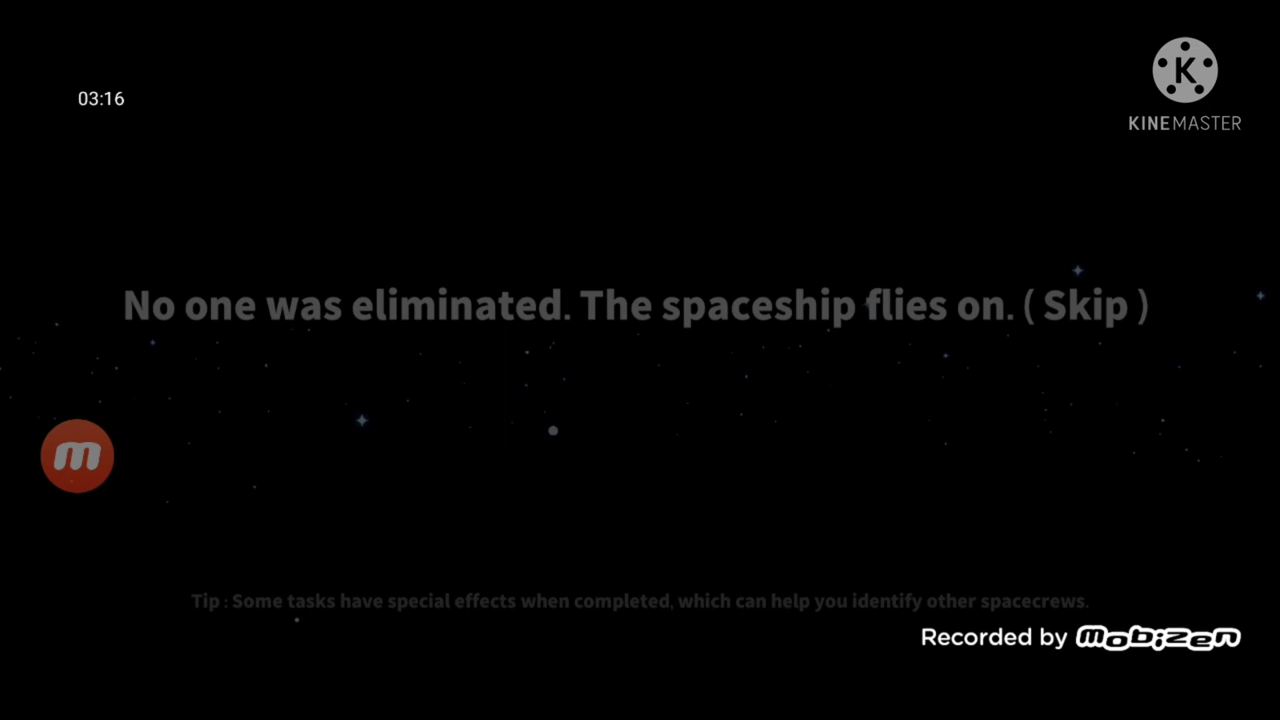 03:16
K
KINEMASTER
No one was eliminated. The spaceship flies on. ( Skip )
m
Tip : Some tasks have special effects when completed, which can help you identify other spacecrews.
Recorded by mobizen